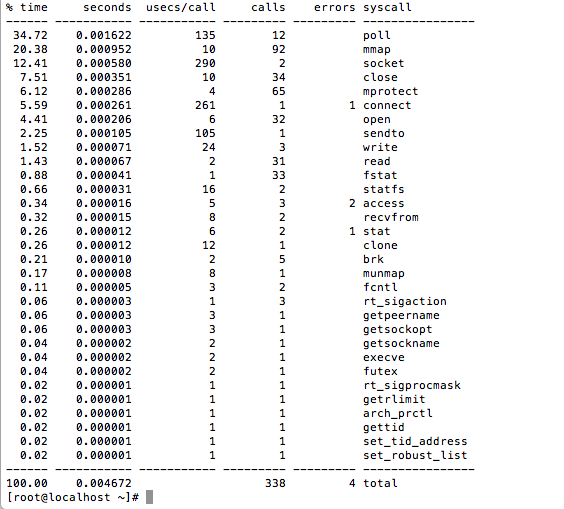 % time     seconds  usecs/call     calls    errors syscall
------ ----------- ----------- --------- --------- ----------------
 34.72    0.001622         135        12           poll
 20.38    0.000952          10        92           mmap
 12.41    0.000580         290         2           socket
  7.51    0.000351          10        34           close
  6.12    0.000286           4        65           mprotect
  5.59    0.000261         261         1         1 connect
  4.41    0.000206           6        32           open
  2.25    0.000105         105         1           sendto
  1.52    0.000071          24         3           write
  1.43    0.000067           2        31           read
  0.88    0.000041           1        33           fstat
  0.66    0.000031          16         2           statfs
  0.34    0.000016           5         3         2 access
  0.32    0.000015           8         2           recvfrom
  0.26    0.000012           6         2         1 stat
  0.26    0.000012          12         1           clone
  0.21    0.000010           2         5           brk
  0.17    0.000008           8         1           munmap
  0.11    0.000005           3         2           fcntl
  0.06    0.000003           1         3           rt_sigaction
  0.06    0.000003           3         1           getpeername
  0.06    0.000003           3         1           getsockopt
  0.04    0.000002           2         1           getsockname
  0.04    0.000002           2         1           execve
  0.04    0.000002           2         1           futex
  0.02    0.000001           1         1           rt_sigprocmask
  0.02    0.000001           1         1           getrlimit
  0.02    0.000001           1         1           arch_prctl
  0.02    0.000001           1         1           gettid
  0.02    0.000001           1         1           set_tid_address
  0.02    0.000001           1         1           set_robust_list
------ ----------- ----------- --------- --------- ----------------
100.00    0.004672                   338         4 total
[root@localhost ~]#